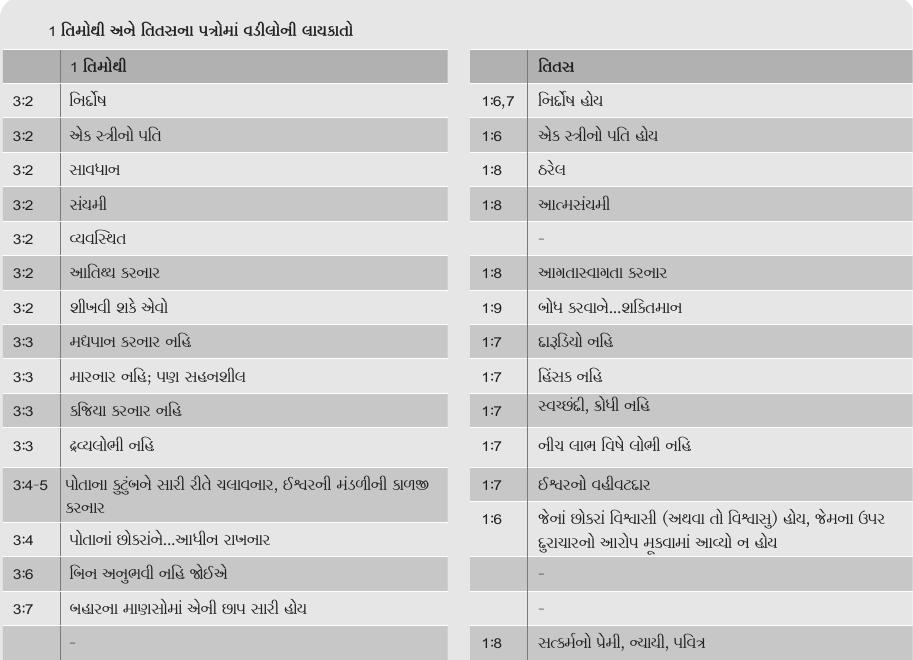 1 તિમોથી અને તિતસના પત્રોમાં વડીલોની લાયકાતો
1 તિમોથી
3:2 નિર્દોષ
3:2 એક સ્ત્રીનો પતિ
3:2 સાવધાન
3:2 સંયમી
3:2 વ્યવસ્થિત
3:2 આતિથ્ય કરનાર
3:2 શીખવી શકે એવો
3:3 મદ્યપાન કરનાર નહિ
3:3 મારનાર નહિ; પણ સહનશીલ
3:3 કજિયા કરનાર નહિ
3:3 દ્રવ્યલોભી નહિ
3:4-5 પોતાના કુટુંબને સારી રીતે ચલાવનાર, ઈશ્વરની મંડળીની કાળજી
કરનાર
3:4 પોતાનાં છોકરાંને...આધીન રાખનાર
3:6 બિન અનુભવી નહિ જોઈએ
3:7 બહારના માણસોમાં એની છાપ સારી હોય
-
તિતસ
1:6,7 નિર્દોષ હોય
1:6 એક સ્ત્રીનો પતિ હોય
1:8 ઠરેલ
1:8 આત્મસંયમી
-
1:8 આગતાસ્વાગતા કરનાર
1:9 બોધ કરવાને...શક્તિમાન
1:7 દારૂડિયો નહિ
1:7 હિંસક નહિ
1:7 સ્વચ્છંદી, ક્રોધી નહિ
1:7 નીચ લાભ વિષે લોભી નહિ
1:7 ઈશ્વરનો વહીવટદાર
1:6 જેનાં છોકરાં વિશ્વાસી (અથવા તો વિશ્વાસુ) હોય, જેમના ઉપર
દુરાચારનો આરોપ મૂકવામાં આવ્યો ન હોય
-
-
1:8 સત્કર્મનો પ્રેમી, ન્યાયી, પવિત્ર